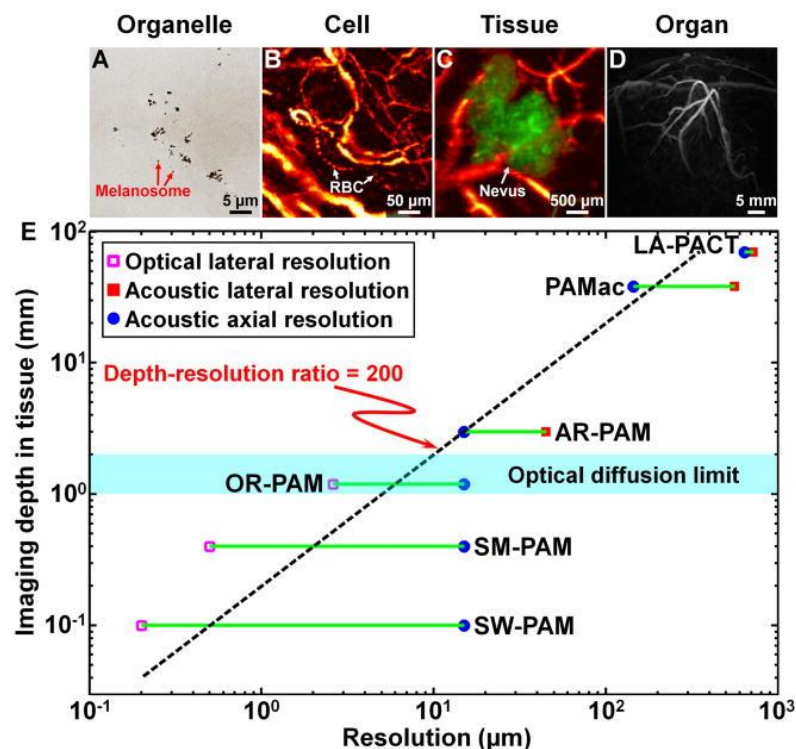 Organelle Cell Tissue Organ
A B C D
Melanosome RBC Nevus
5 µm 50 µm 500 µm 5 mm
E
10² LA-PACT
Optical lateral resolution
Acoustic lateral resolution PAMac
Acoustic axial resolution
10¹ Depth-resolution ratio = 200
AR-PAM
OR-PAM Optical diffusion limit
10⁰
SM-PAM
10⁻¹ SW-PAM
Imaging depth in tissue (mm)
10⁻¹ 10⁰ 10¹ 10² 10³
Resolution (µm)